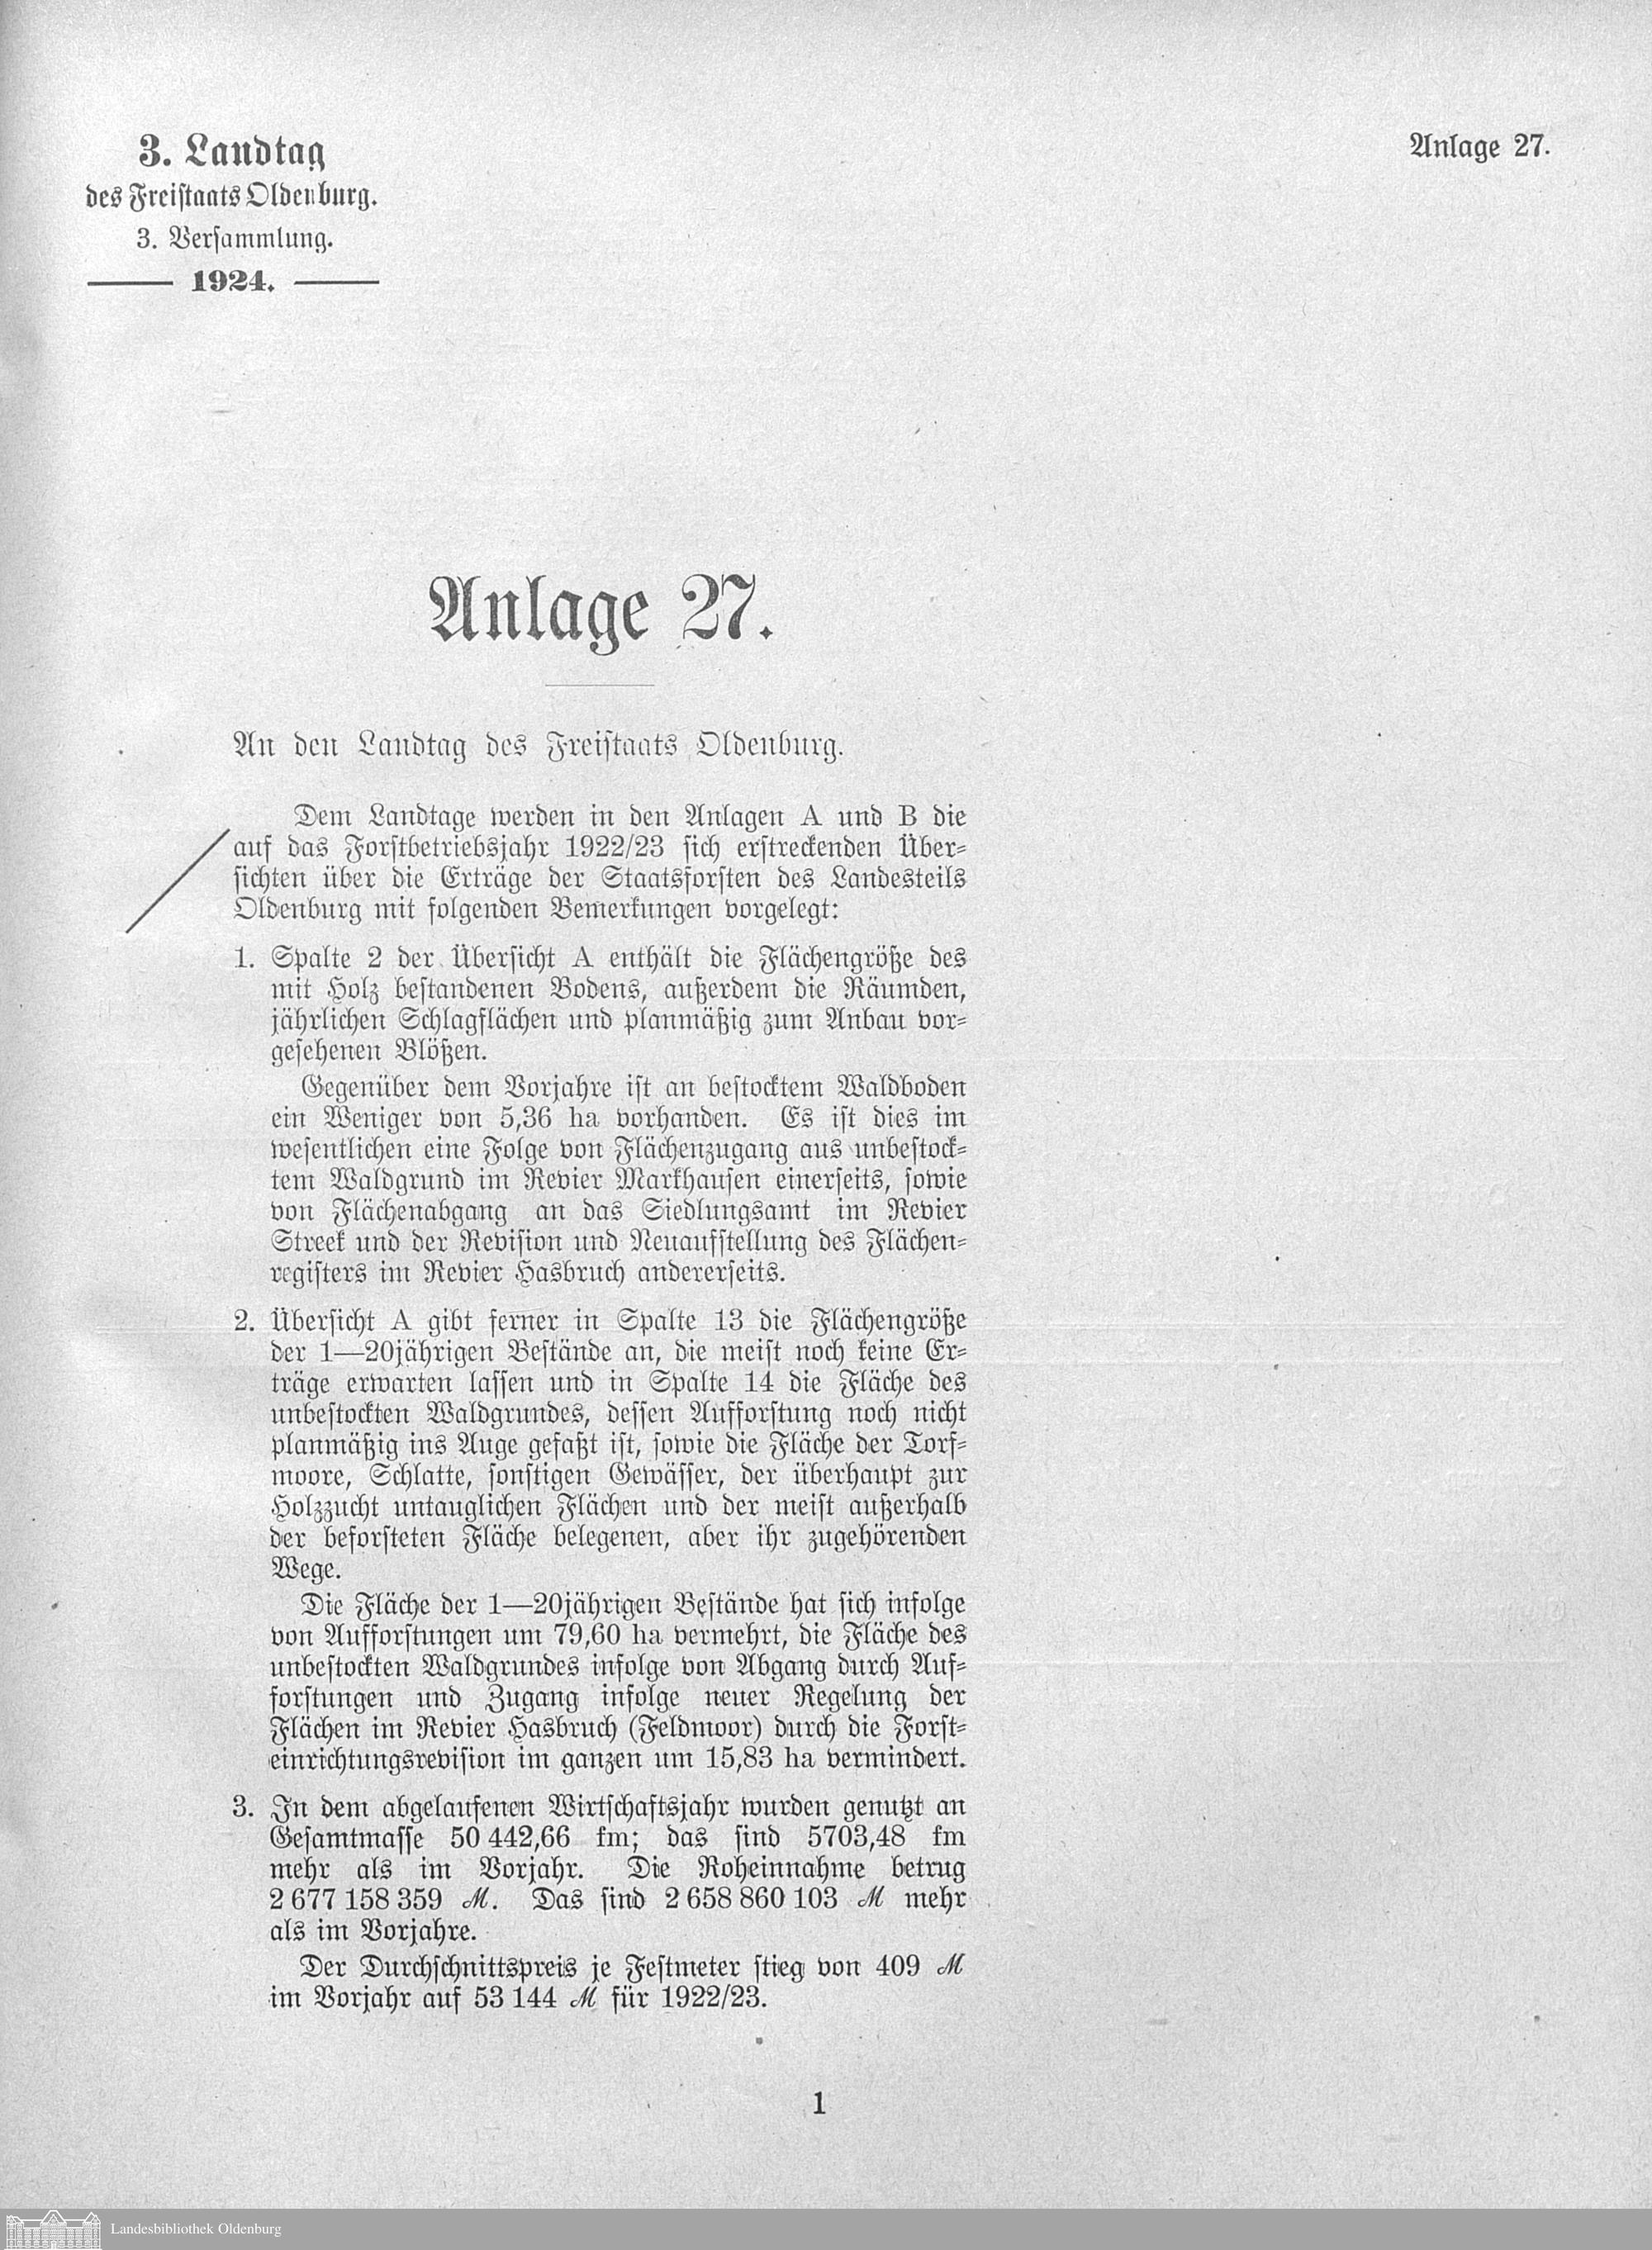 3. Landtag
des Freistaats Oldenburg.
3. Versammlung.
1924.
Anlage 27.
Anlage 27.
An den Landtag des Freistaats Oldenburg.
Dem Landtage werden in den Anlagen A und B die
auf das Forstbetriebsjahr 1922/23 sich erstreckenden Über-
sichten über die Erträge der Staatsforsten des Landesteils
Oldenburg mit folgenden Bemerkungen vorgelegt:
1. Spalte 2 der Übersicht A enthält die Flächengröße des
mit Holz bestandenen Bodens, außerdem die Räumden,
jährlichen Schlagflächen und planmäßig zum Anbau vor-
gesehenen Blößen.
Gegenüber dem Vorjahre ist an bestocktem Waldboden
ein Weniger von 5,36 ha vorhanden. Es ist dies im
wesentlichen eine Folge von Flächenzugang aus unbestock-
tem Waldgrund im Revier Markhausen einerseits, sowie
von Flächenabgang an das Siedlungsamt im Revier
Streek und der Revision und Neuaufstellung des Flächen-
registers im Revier Hasbruch andererseits.
2. Übersicht A gibt ferner in Spalte 13 die Flächengröße
der 1—20jährigen Bestände an, die meist noch keine Er-
träge erwarten lassen und in Spalte 14 die Fläche des
unbestockten Waldgrundes, dessen Aufforstung noch nicht
planmäßig ins Auge gefaßt ist, sowie die Fläche der Torf-
moore, Schlatte, sonstigen Gewässer, der überhaupt zur
Holzzucht untauglichen Flächen und der meist außerhalb
der beforsteten Fläche belegenen, aber ihr zugehörenden
Wege.
Die Fläche der 1—20jährigen Bestände hat sich infolge
von Aufforstungen um 79,60 ha vermehrt, die Fläche des
unbestockten Waldgrundes infolge von Abgang durch Auf-
forstungen und Zugang infolge neuer Regelung der
Flächen im Revier Hasbruch (Feldmoor) durch die Forst-
einrichtungsrevision im ganzen um 15,83 ha vermindert.
3. In dem abgelaufenen Wirtschaftsjahr wurden genutzt an
Gesamtmasse 50 442,66 fm; das sind 5703,48 fm
mehr als im Vorjahr. Die Roheinnahme betrug
2 677 158 359 ℳ. Das sind 2 658 860 103 ℳ mehr
als im Vorjahre.
Der Durchschnittspreis je Festmeter stieg von 409 ℳ
im Vorjahr auf 53 144 ℳ für 1922/23.
1
Landesbibliothek Oldenburg